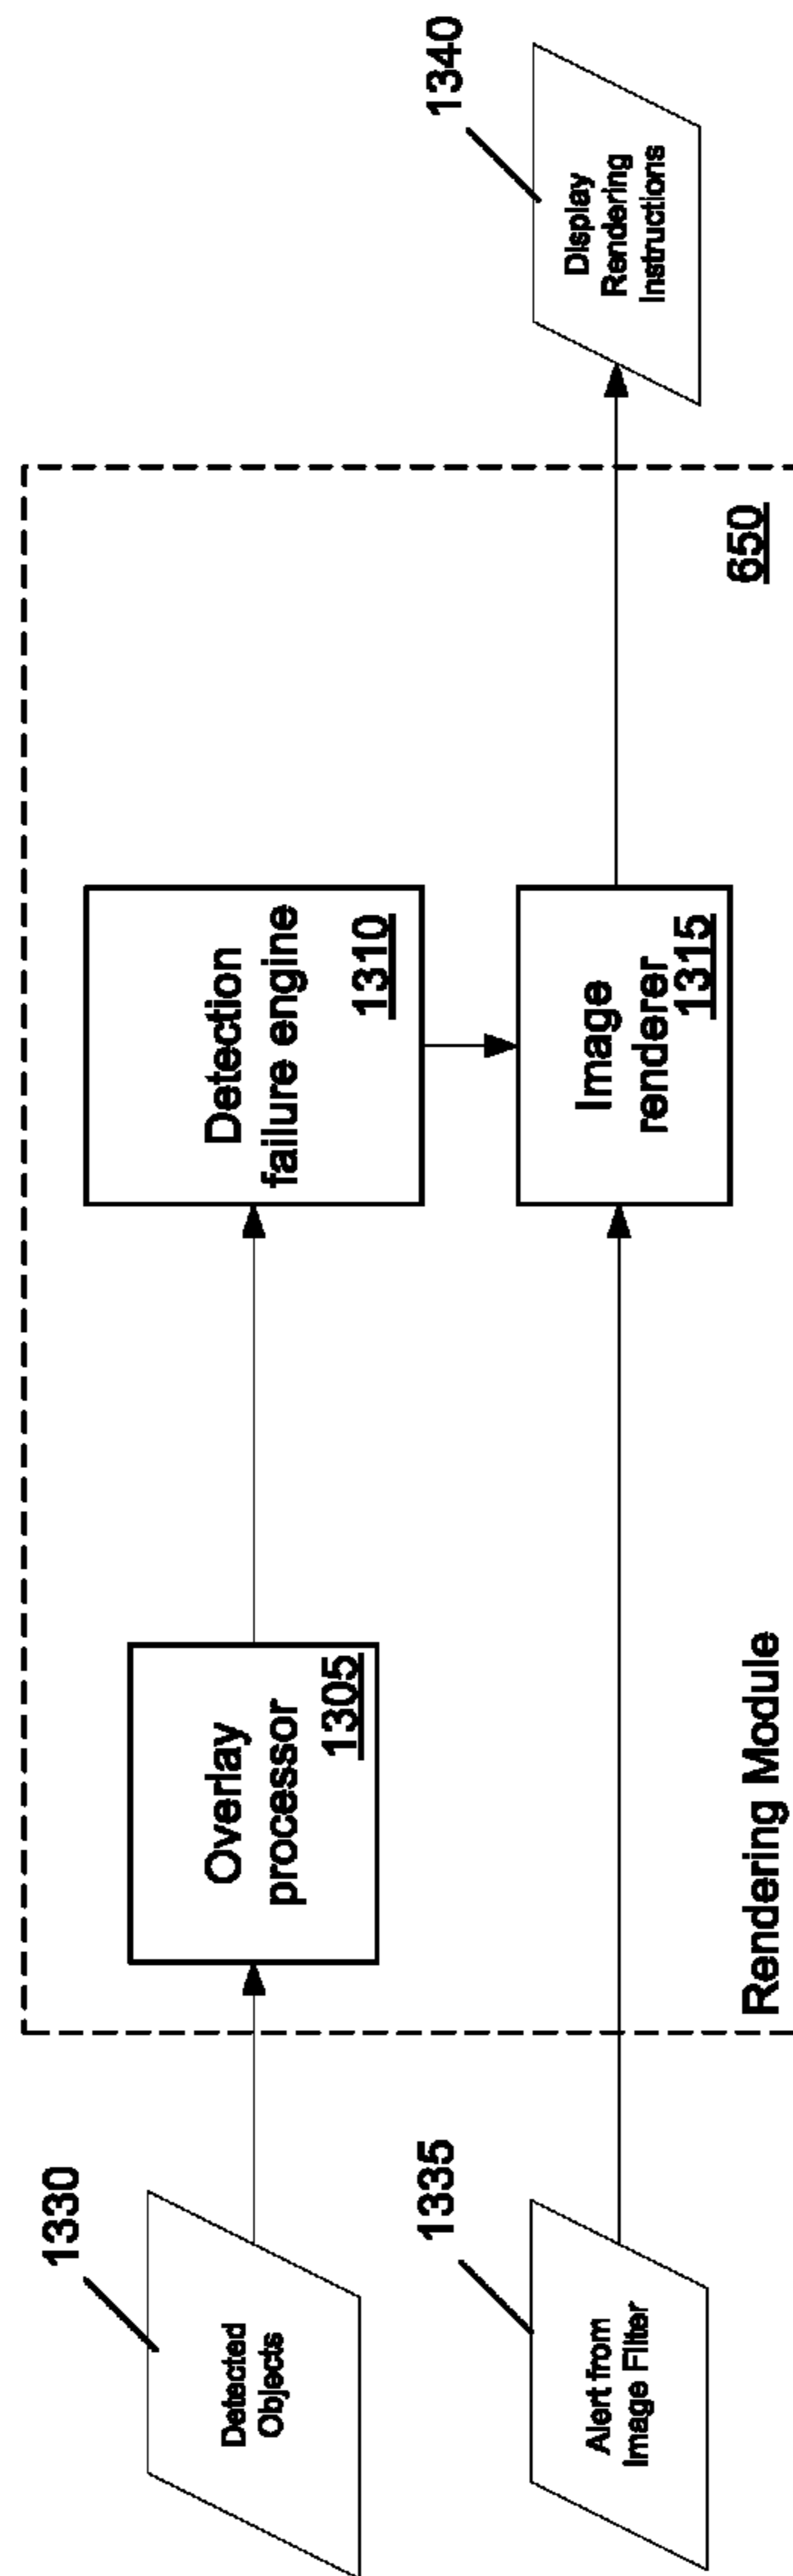 1330
Detected
Objects
1335
Alert from
Image Filter
Overlay
processor
1305
Detection
failure engine
1310
Image
renderer
1315
Rendering Module
650
1340
Display
Rendering
Instructions